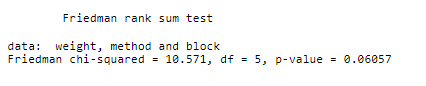 Friedman rank sum test
data:  weight, method and block
Friedman chi-squared = 10.571, df = 5, p-value = 0.06057